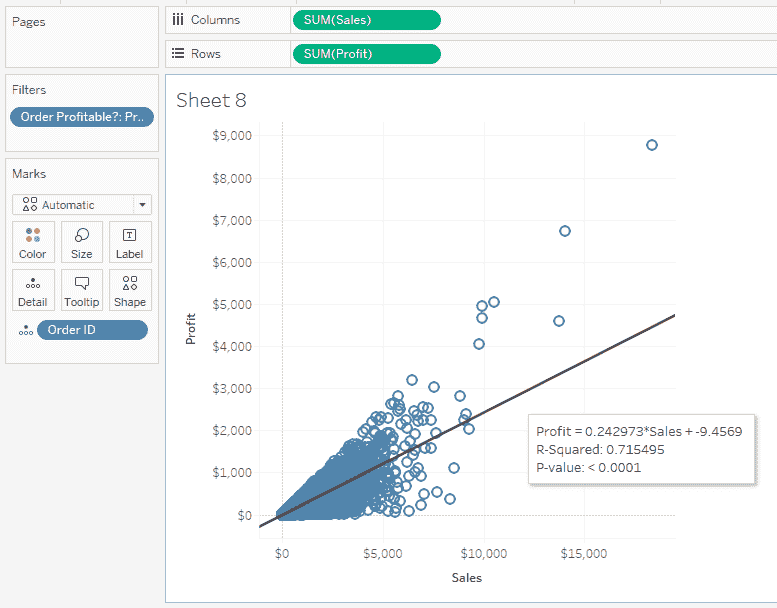 Pages
Columns SUM(Sales)
Rows SUM(Profit)
Filters
Order Profitable?: Pr..
Marks
Automatic
Color Size Label
Detail Tooltip Shape
Order ID
Sheet 8
$9,000
$8,000
$7,000
$6,000
$5,000
$4,000
$3,000
$2,000
$1,000
$0
Profit
Profit = 0.242973*Sales + -9.4569
R-Squared: 0.715495
P-value: < 0.0001
$0 $5,000 $10,000 $15,000
Sales